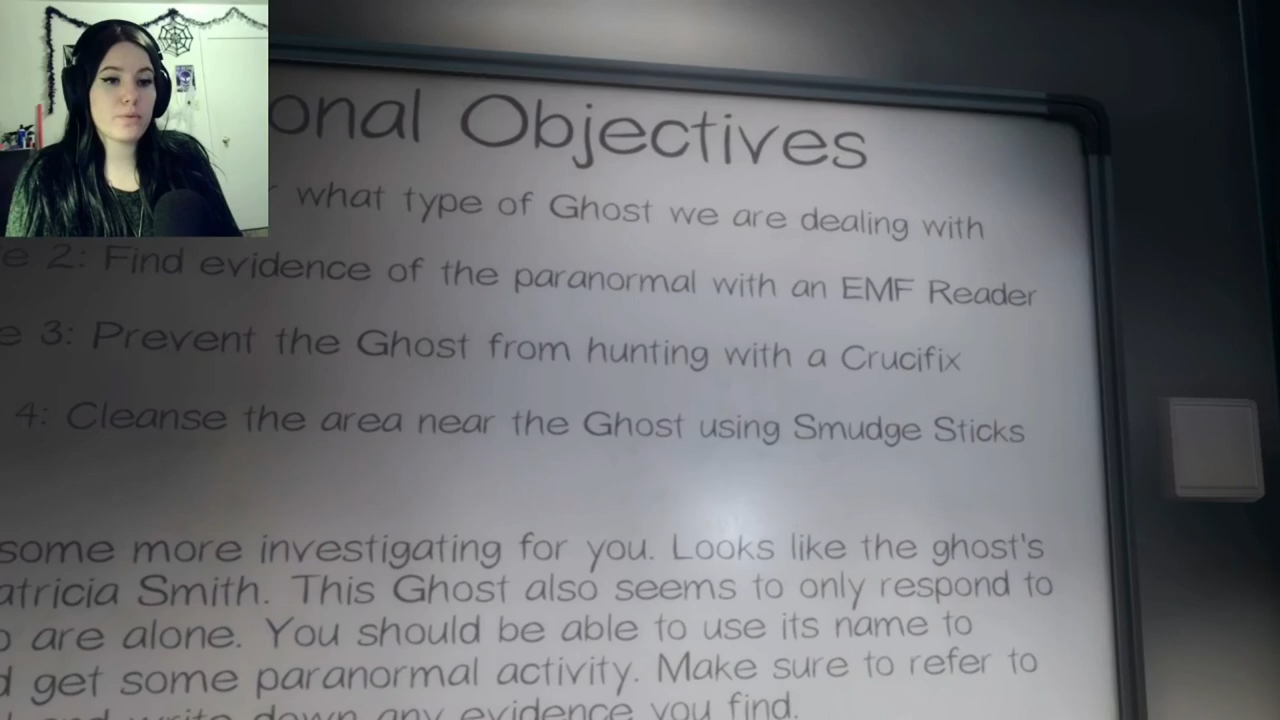 onal Objectives
what type of Ghost we are dealing with
e 2: Find evidence of the paranormal with an EMF Reader
e 3: Prevent the Ghost from hunting with a Crucifix
4: Cleanse the area near the Ghost using Smudge Sticks
some more investigating for you. Looks like the ghost's
atricia Smith. This Ghost also seems to only respond to
o are alone. You should be able to use its name to
d get some paranormal activity. Make sure to refer to
and write down any evidence you find.